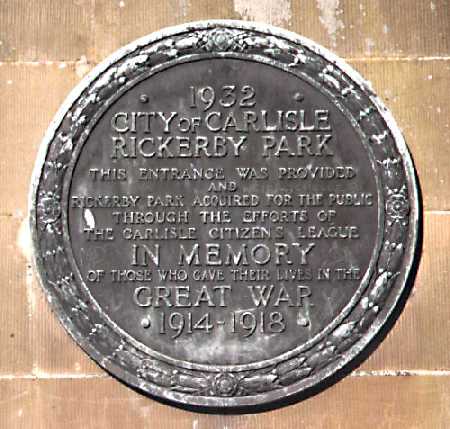 1932
CITY OF CARLISLE
RICKERBY PARK
THIS ENTRANCE WAS PROVIDED
AND
RICKERBY PARK ACQUIRED FOR THE PUBLIC
THROUGH THE EFFORTS OF
THE CARLISLE CITIZENS LEAGUE
IN MEMORY
OF THOSE WHO GAVE THEIR LIVES IN THE
GREAT WAR
· 1914-1918 ·